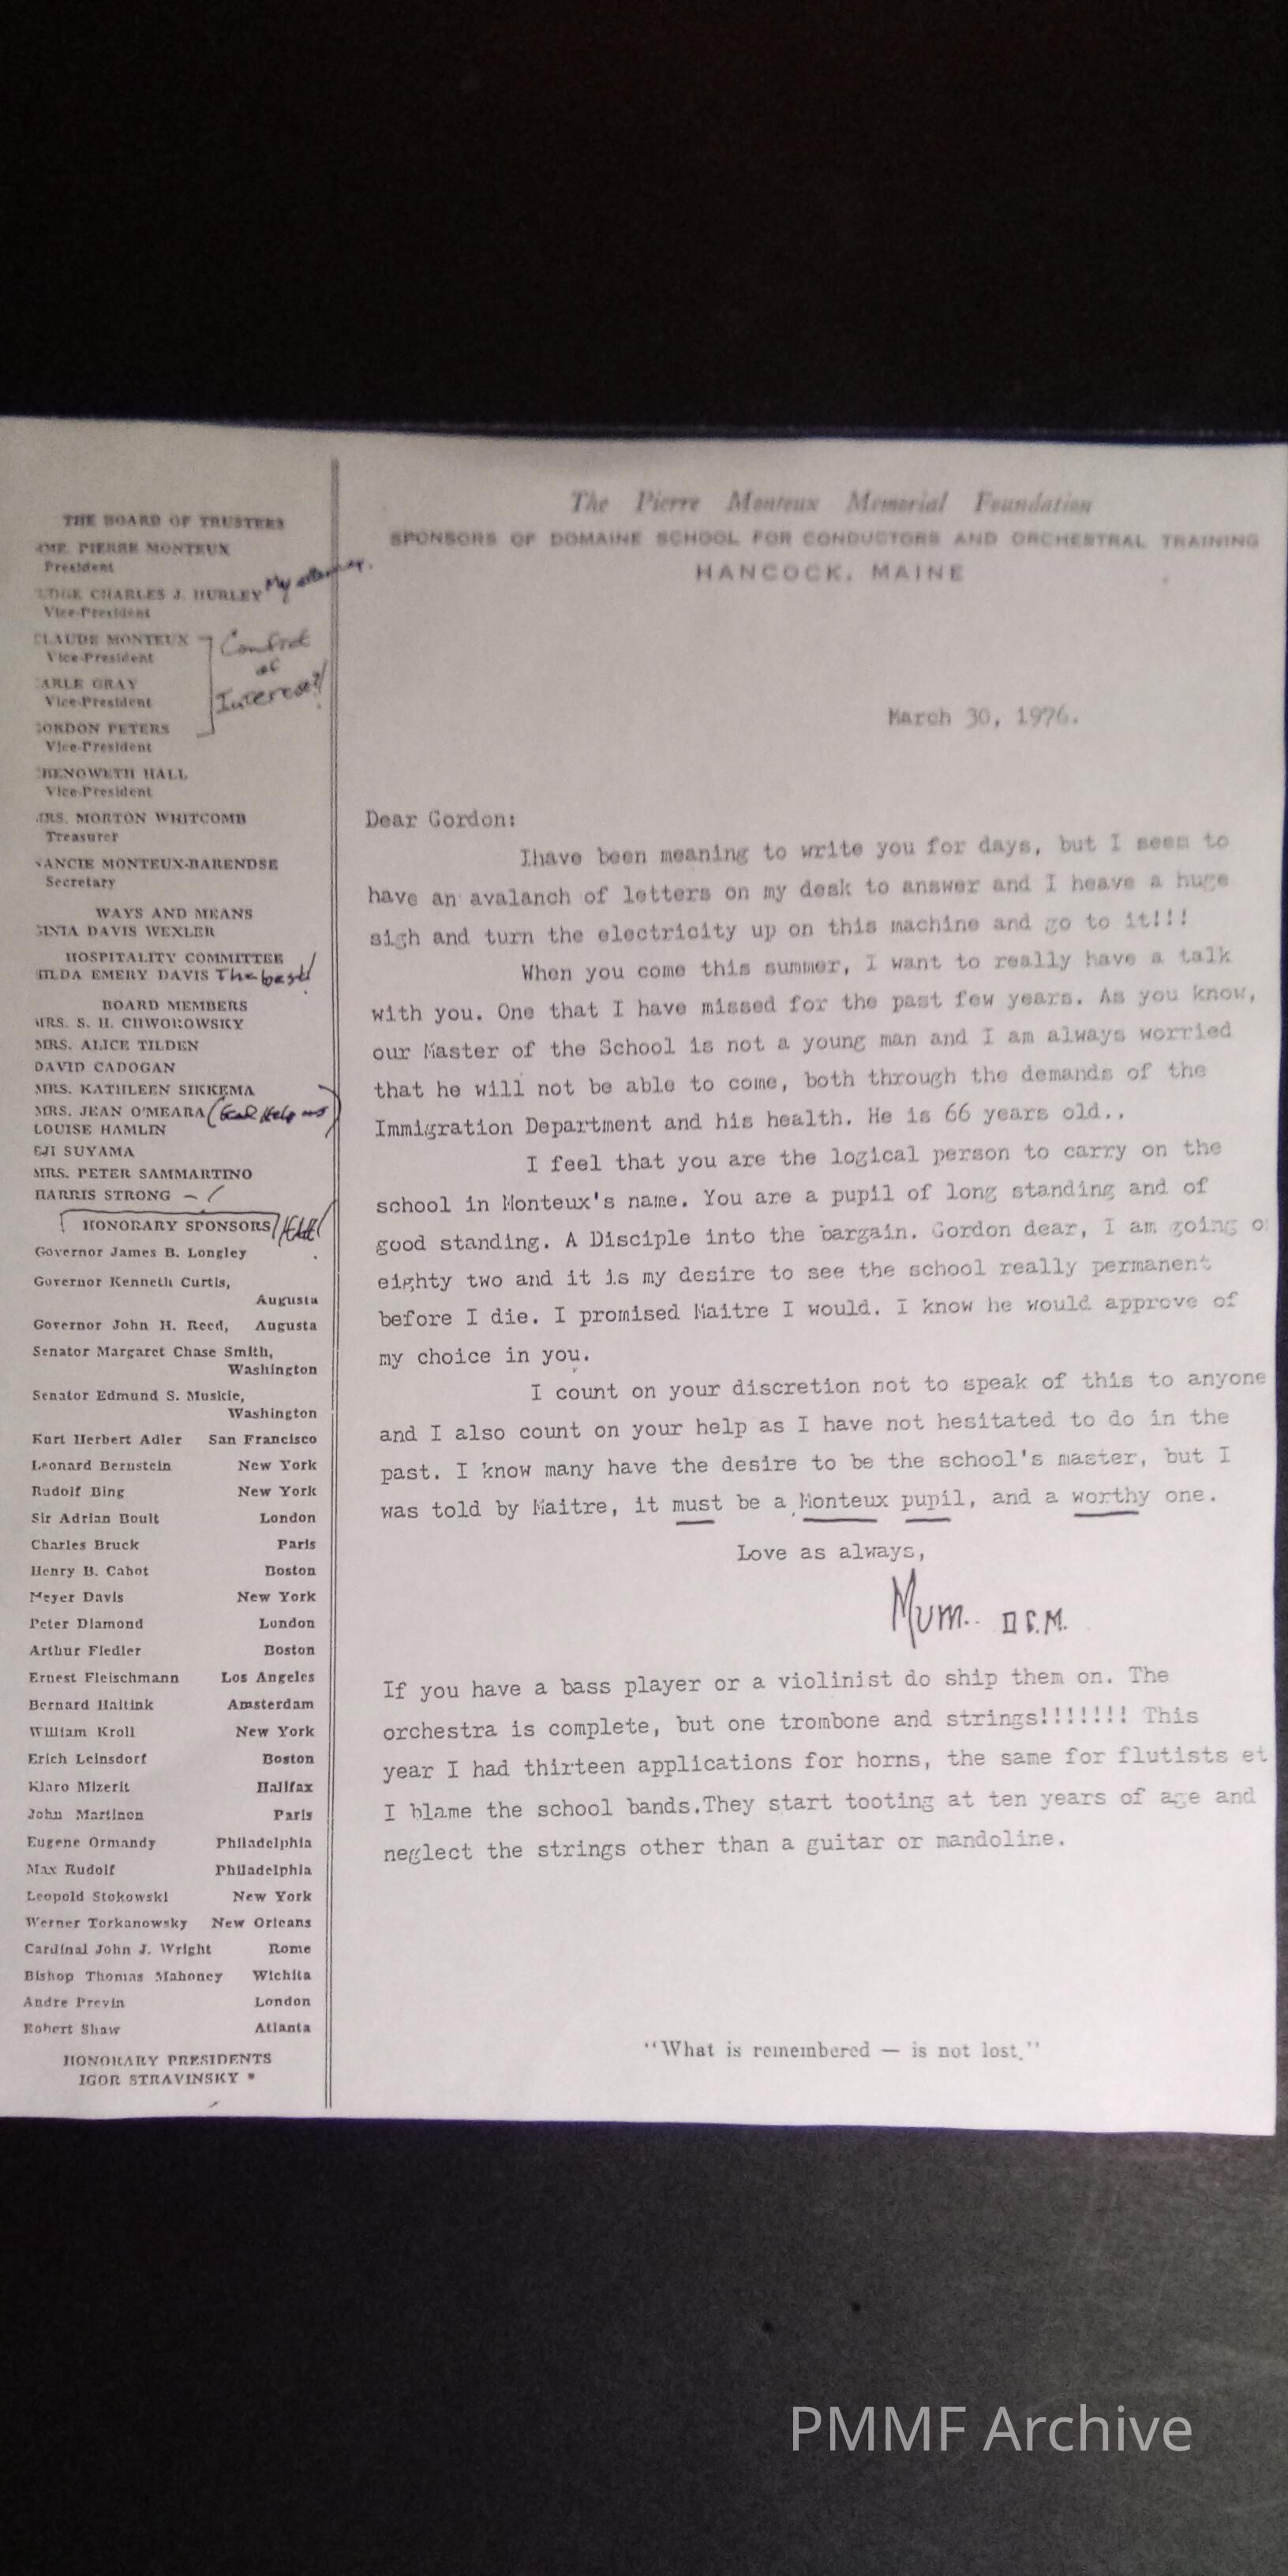 The Pierre Monteux Memorial Foundation
SPONSORS OF DOMAINE SCHOOL FOR CONDUCTORS AND ORCHESTRAL TRAINING
HANCOCK, MAINE
THE BOARD OF TRUSTEES
ME. PIERRE MONTEUX
President
UDGE CHARLES J. HURLEY My
Vice-President
LAUDE MONTEUX
Vice-President
ARLE GRAY
Vice-President
ORDON PETERS
Vice-President
Conflict
of
Interest?!
HENOWETH HALL
Vice-President
RS. MORTON WHITCOMB
Treasurer
ANCIE MONTEUX-BARENDSE
Secretary
WAYS AND MEANS
INIA DAVIS WEXLER
HOSPITALITY COMMITTEE
ILDA EMERY DAVIS The best!
BOARD MEMBERS
MRS. S. H. CHWOROWSKY
MRS. ALICE TILDEN
DAVID CADOGAN
MRS. KATHLEEN SIKKEMA
MRS. JEAN O'MEARA (God Help us)
LOUISE HAMLIN
EJI SUYAMA
MRS. PETER SAMMARTINO
HARRIS STRONG
HONORARY SPONSORS
Governor James B. Longley
Governor Kenneth Curtis,
Augusta
Governor John H. Reed, Augusta
Senator Margaret Chase Smith,
Washington
Senator Edmund S. Muskie,
Washington
Kurt Herbert Adler San Francisco
Leonard Bernstein New York
Rudolf Bing New York
Sir Adrian Boult London
Charles Bruck Paris
Henry B. Cabot Boston
Meyer Davis New York
Peter Diamond London
Arthur Fiedler Boston
Ernest Fleischmann Los Angeles
Bernard Haitink Amsterdam
William Kroll New York
Erich Leinsdorf Boston
Klaro Mizerit Halifax
John Martinon Paris
Eugene Ormandy Philadelphia
Max Rudolf Philadelphia
Leopold Stokowski New York
Werner Torkanowsky New Orleans
Cardinal John J. Wright Rome
Bishop Thomas Mahoney Wichita
Andre Previn London
Robert Shaw Atlanta
HONORARY PRESIDENTS
IGOR STRAVINSKY *
March 30, 1976.
Dear Gordon:
Ihave been meaning to write you for days, but I seem to
have an avalanch of letters on my desk to answer and I heave a huge
sigh and turn the electricity up on this machine and go to it!!!
When you come this summer, I want to really have a talk
with you. One that I have missed for the past few years. As you know,
our Master of the School is not a young man and I am always worried
that he will not be able to come, both through the demands of the
Immigration Department and his health. He is 66 years old..
I feel that you are the logical person to carry on the
school in Monteux's name. You are a pupil of long standing and of
good standing. A Disciple into the bargain. Gordon dear, I am going o
eighty two and it is my desire to see the school really permanent
before I die. I promised Maitre I would. I know he would approve of
my choice in you.
I count on your discretion not to speak of this to anyone
and I also count on your help as I have not hesitated to do in the
past. I know many have the desire to be the school's master, but I
was told by Maitre, it must be a Monteux pupil, and a worthy one.
Love as always,
Mum..
If you have a bass player or a violinist do ship them on. The
orchestra is complete, but one trombone and strings!!!!!!! This
year I had thirteen applications for horns, the same for flutists et
I blame the school bands.They start tooting at ten years of age and
neglect the strings other than a guitar or mandoline.
"What is remembered — is not lost."
PMMF Archive